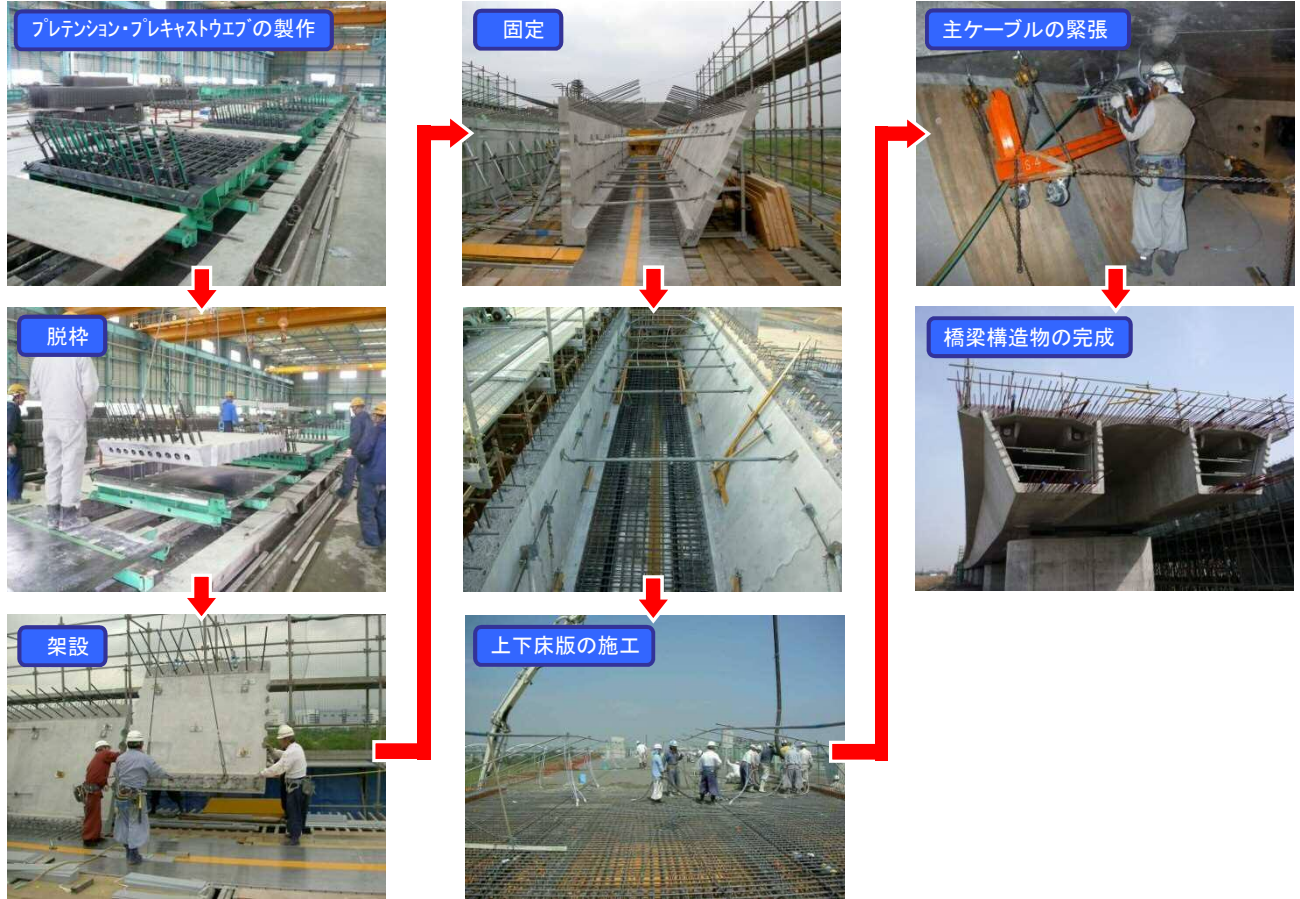 ﾌﾟﾚﾃﾝｼｮﾝ・ﾌﾟﾚｷｬｽﾄｳｴﾌﾞの製作
脱枠
架設
固定
上下床版の施工
主ケーブルの緊張
S-4
橋梁構造物の完成